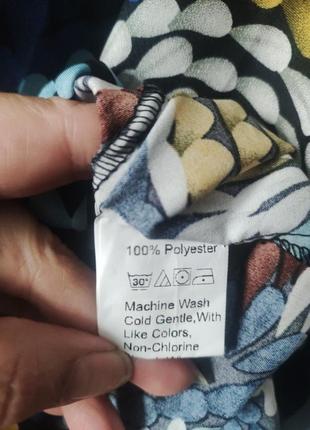 100% Polyester
30°
Machine Wash
Cold Gentle,With
Like Colors,
Non-Chlorine